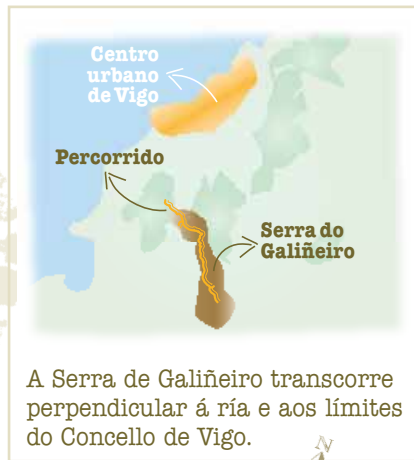 Centro
urbano
de Vigo
Percorrido
Serra do
Galiñeiro
A Serra de Galiñeiro transcorre
perpendicular á ría e aos límites
do Concello de Vigo.
N